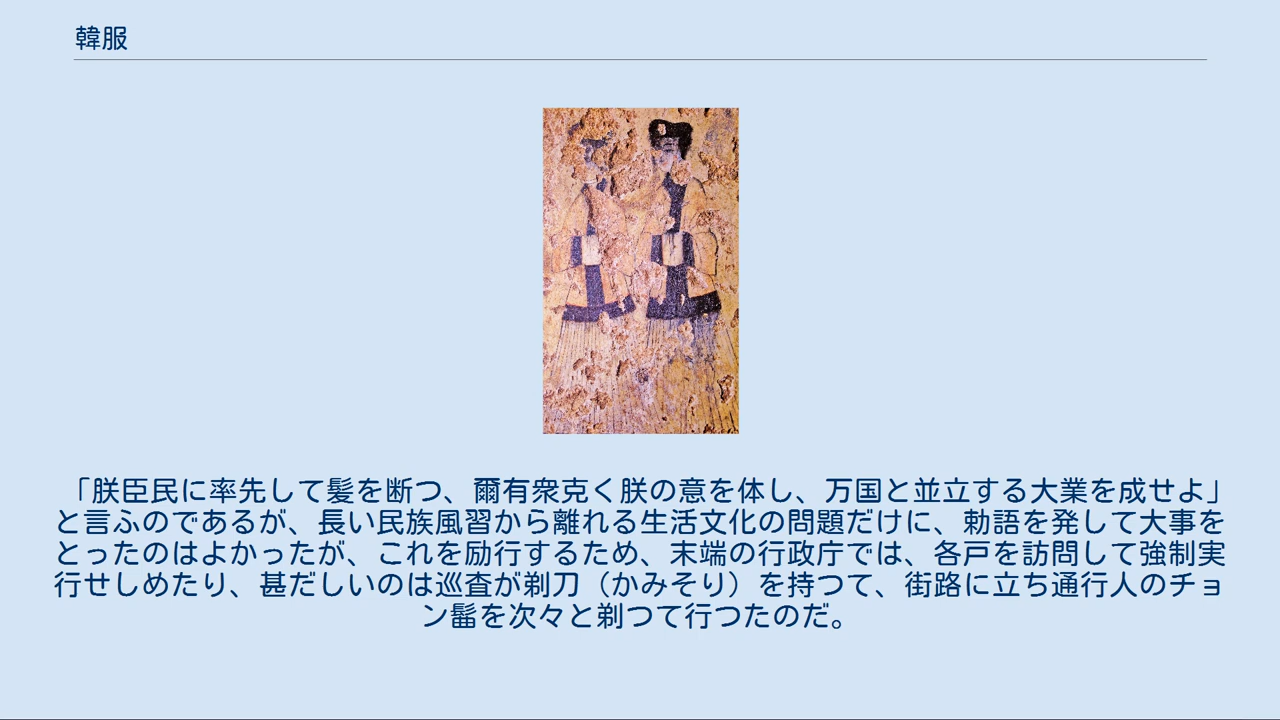 韓服
「朕臣民に率先して髪を断つ、爾有衆克く朕の意を体し、万国と並立する大業を成せよ」
と言ふのであるが、長い民族風習から離れる生活文化の問題だけに、勅語を発して大事を
とったのはよかったが、これを励行するため、末端の行政庁では、各戸を訪問して強制実
行せしめたり、甚だしいのは巡査が剃刀（かみそり）を持つて、街路に立ち通行人のチョ
ン髷を次々と剃つて行つたのだ。